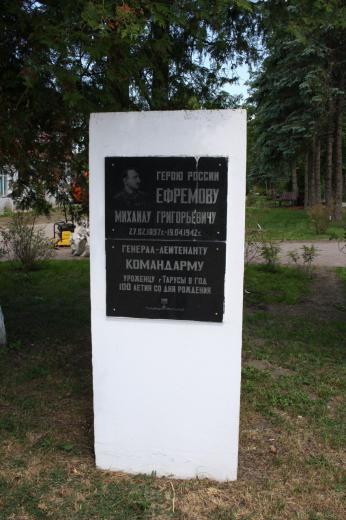 ГЕРОЮ РОССИИ
ЕФРЕМОВУ
МИХАИЛУ ГРИГОРЬЕВИЧУ
27.02.1897г.-19.04.1942г.
ГЕНЕРАЛ-ЛЕЙТЕНАНТУ
КОМАНДАРМУ
УРОЖЕНЦУ г ТАРУСЫ В ГОД
100 ЛЕТИЯ СО ДНЯ РОЖДЕНИЯ